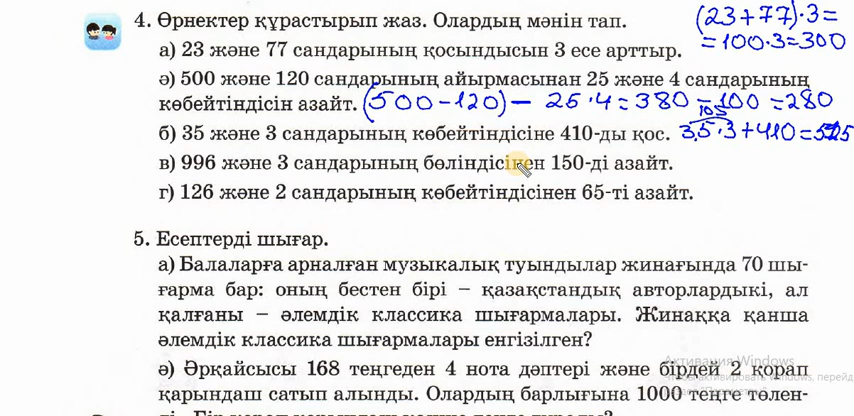 4. Өрнектер құрастырып жаз. Олардың мәнін тап. (23+77)·3=
а) 23 және 77 сандарының қосындысын 3 есе арттыр. =100·3=300
ә) 500 және 120 сандарының айырмасынан 25 және 4 сандарының
көбейтіндісін азайт. (500-120)- 25·4=380-100=280
105
б) 35 және 3 сандарының көбейтіндісіне 410-ды қос. 35·3+410=515
в) 996 және 3 сандарының бөліндісінен 150-ді азайт.
г) 126 және 2 сандарының көбейтіндісінен 65-ті азайт.
5. Есептерді шығар.
а) Балаларға арналған музыкалық туындылар жинағында 70 шы-
ғарма бар: оның бестен бірі – қазақстандық авторлардыкі, ал
қалғаны – әлемдік классика шығармалары. Жинаққа қанша
әлемдік классика шығармалары енгізілген?
Активация Windows
ә) Әрқайсысы 168 теңгеден 4 нота дәптері және бірдей 2 қорап
Чтобы активировать Windows, перейд
қарындаш сатып алынды. Олардың барлығына 1000 теңге төлен-